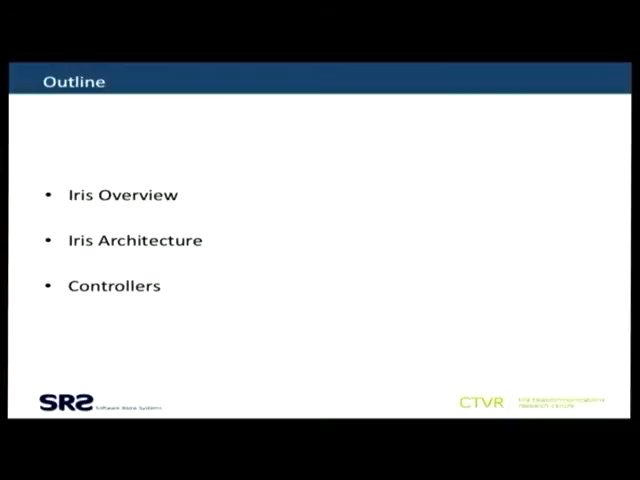 Outline
• Iris Overview
• Iris Architecture
• Controllers
SRS Software Radio Systems
CTVR the telecommunications
research centre